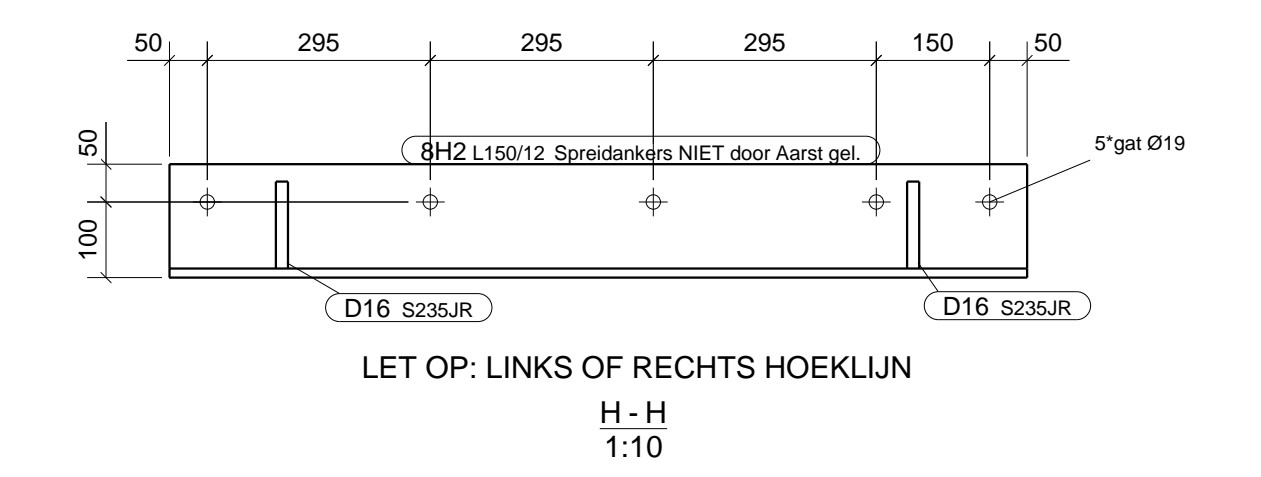 50 295 295 295 150 50
50
8H2 L150/12 Spreidankers NIET door Aarst gel.
5*gat Ø19
100
D16 S235JR
D16 S235JR
LET OP: LINKS OF RECHTS HOEKLIJN
H - H
1:10